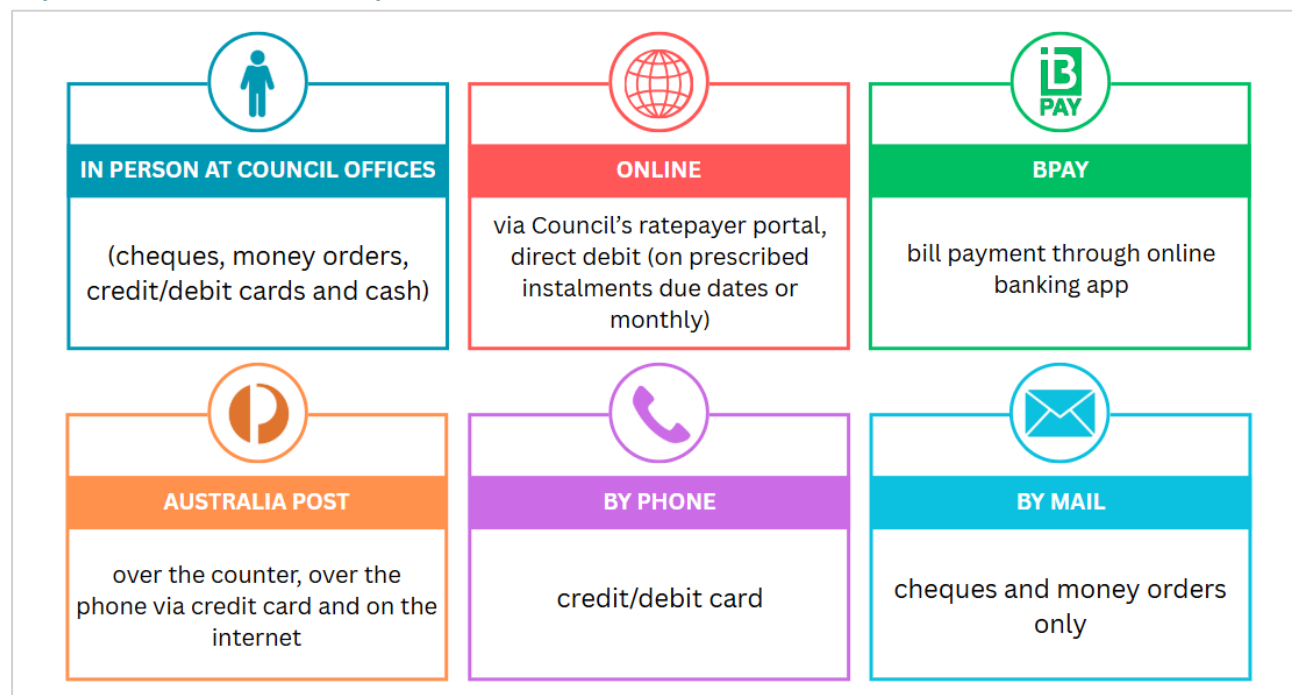 IN PERSON AT COUNCIL OFFICES
(cheques, money orders,
credit/debit cards and cash)
ONLINE
via Council’s ratepayer portal,
direct debit (on prescribed
instalments due dates or
monthly)
B
PAY
BPAY
bill payment through online
banking app
AUSTRALIA POST
over the counter, over the
phone via credit card and on the
internet
BY PHONE
credit/debit card
BY MAIL
cheques and money orders
only